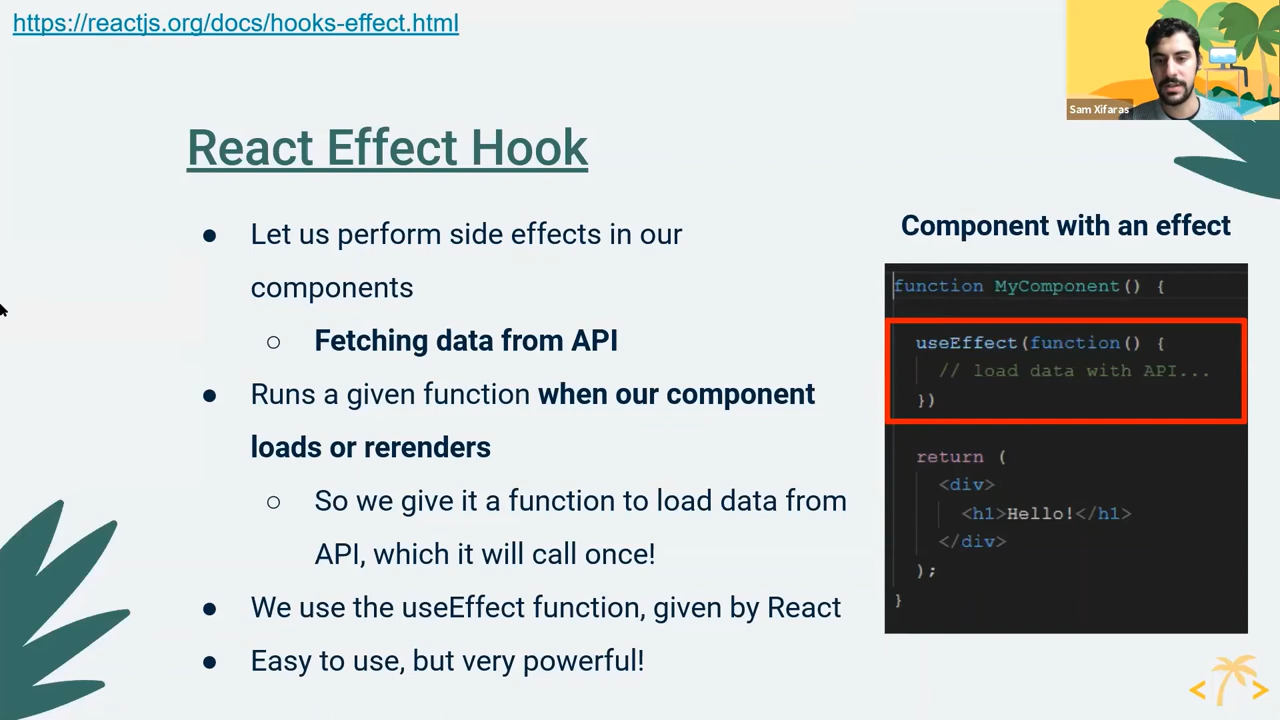 https://reactjs.org/docs/hooks-effect.html
Sam Xifaras
React Effect Hook
● Let us perform side effects in our
components
○ Fetching data from API
● Runs a given function when our component
loads or rerenders
○ So we give it a function to load data from
API, which it will call once!
● We use the useEffect function, given by React
● Easy to use, but very powerful!
Component with an effect
function MyComponent() {
useEffect(function() {
// load data with API...
})
return (
<div>
<h1>Hello!</h1>
</div>
);
}
< >